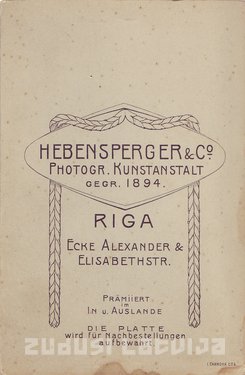 HEBENSPERGER & Cº
PHOTOGR. KUNSTANSTALT
GEGR. 1894.
RIGA
ECKE ALEXANDER &
ELISABETHSTR.
PRÄMIIERT
im
IN U. AUSLANDE
DIE PLATTE
wird für Nachbestellungen
aufbewahrt.
zudusilatvija